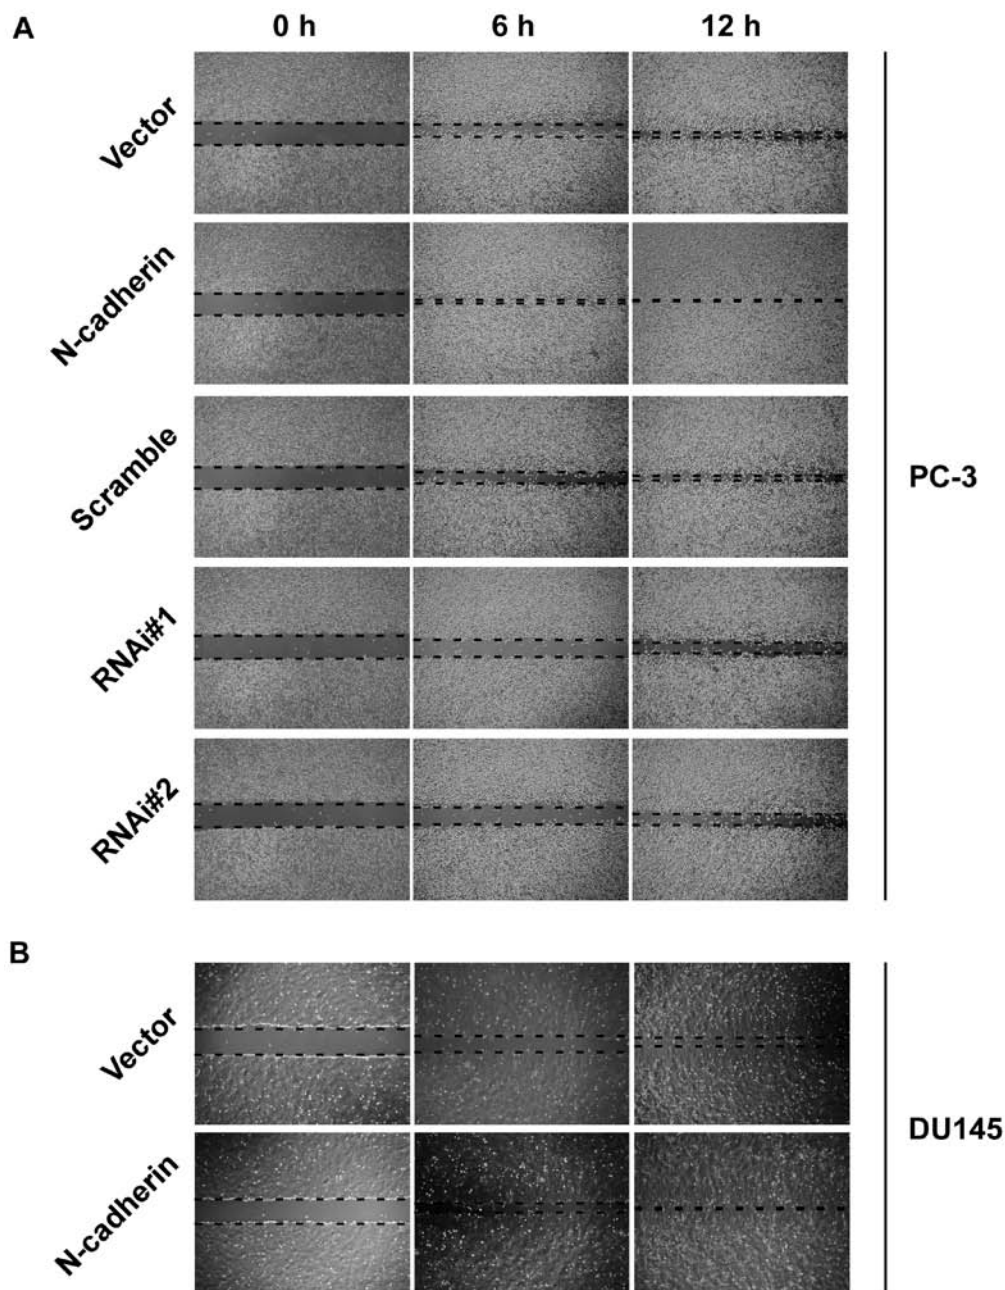 A
0 h 6 h 12 h
Vector
N-cadherin
Scramble
RNAi#1
RNAi#2
PC-3
B
Vector
N-cadherin
DU145